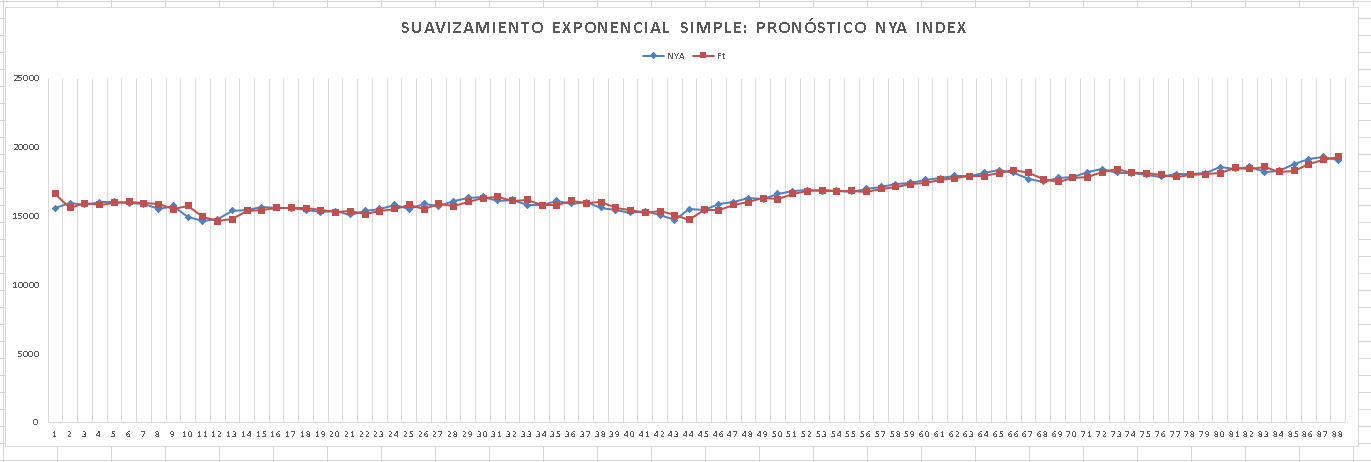 SUAVIZAMIENTO EXPONENCIAL SIMPLE: PRONÓSTICO NYA INDEX
NYA Ft
25000
20000
15000
10000
5000
0
1 2 3 4 5 6 7 8 9 10 11 12 13 14 15 16 17 18 19 20 21 22 23 24 25 26 27 28 29 30 31 32 33 34 35 36 37 38 39 40 41 42 43 44 45 46 47 48 49 50 51 52 53 54 55 56 57 58 59 60 61 62 63 64 65 66 67 68 69 70 71 72 73 74 75 76 77 78 79 80 81 82 83 84 85 86 87 88